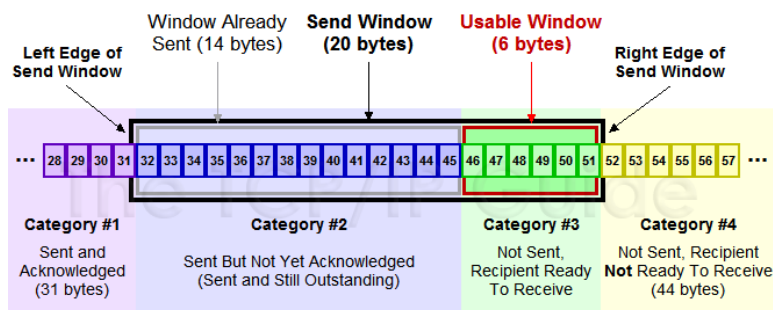 Window Already
Sent (14 bytes)
Send Window
(20 bytes)
Usable Window
(6 bytes)
Left Edge of
Send Window
Right Edge of
Send Window
... 28 29 30 31 32 33 34 35 36 37 38 39 40 41 42 43 44 45 46 47 48 49 50 51 52 53 54 55 56 57 ...
The TCP/IP Guide
Category #1
Sent and
Acknowledged
(31 bytes)
Category #2
Sent But Not Yet Acknowledged
(Sent and Still Outstanding)
Category #3
Not Sent,
Recipient Ready
To Receive
Category #4
Not Sent, Recipient
Not Ready To Receive
(44 bytes)